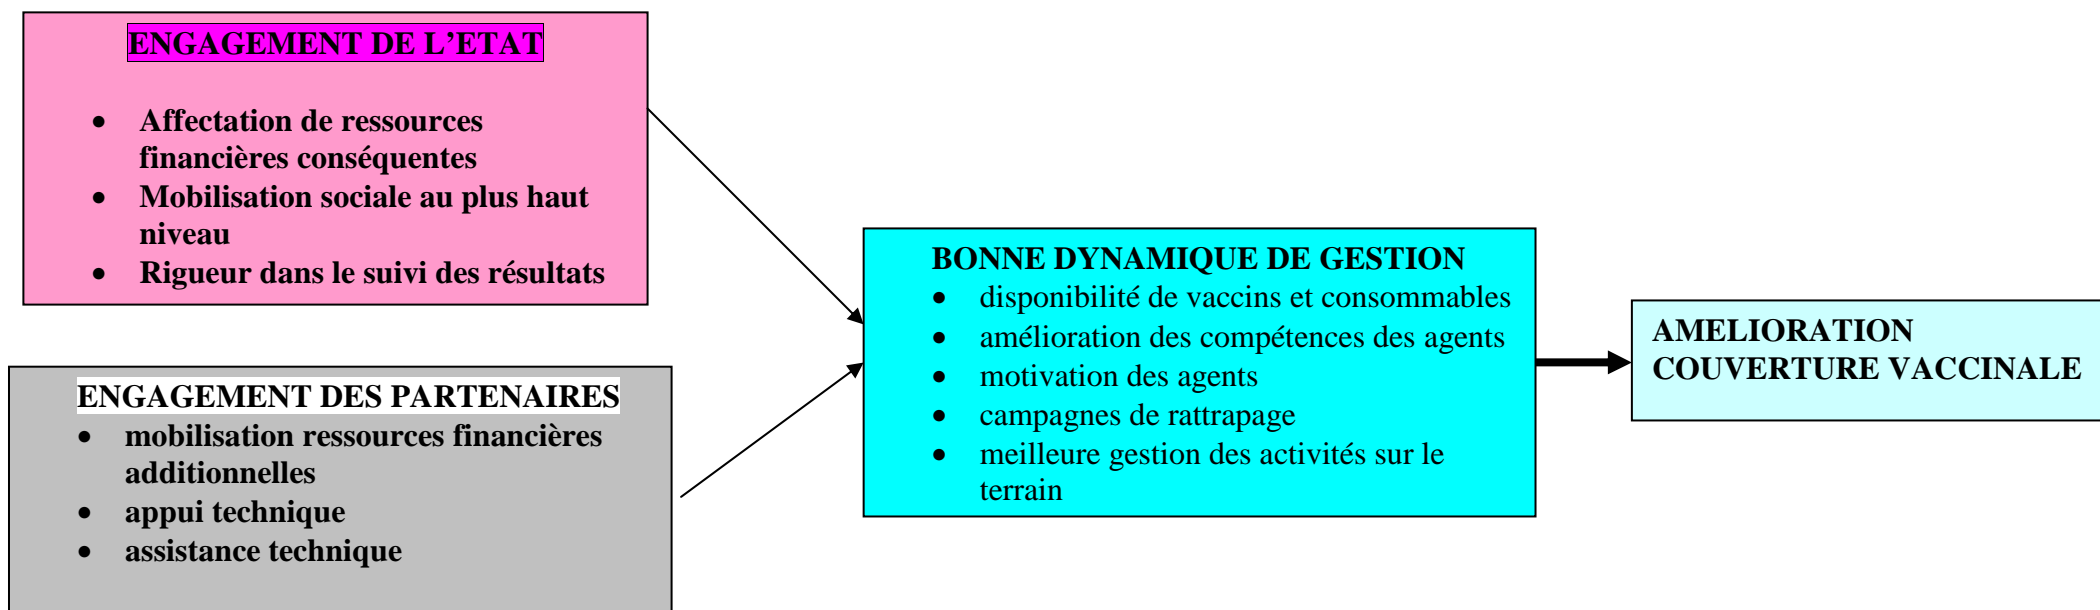 ENGAGEMENT DE L’ETAT
• Affectation de ressources
financières conséquentes
• Mobilisation sociale au plus haut
niveau
• Rigueur dans le suivi des résultats
ENGAGEMENT DES PARTENAIRES
• mobilisation ressources financières
additionnelles
• appui technique
• assistance technique
BONNE DYNAMIQUE DE GESTION
• disponibilité de vaccins et consommables
• amélioration des compétences des agents
• motivation des agents
• campagnes de rattrapage
• meilleure gestion des activités sur le
terrain
AMELIORATION
COUVERTURE VACCINALE